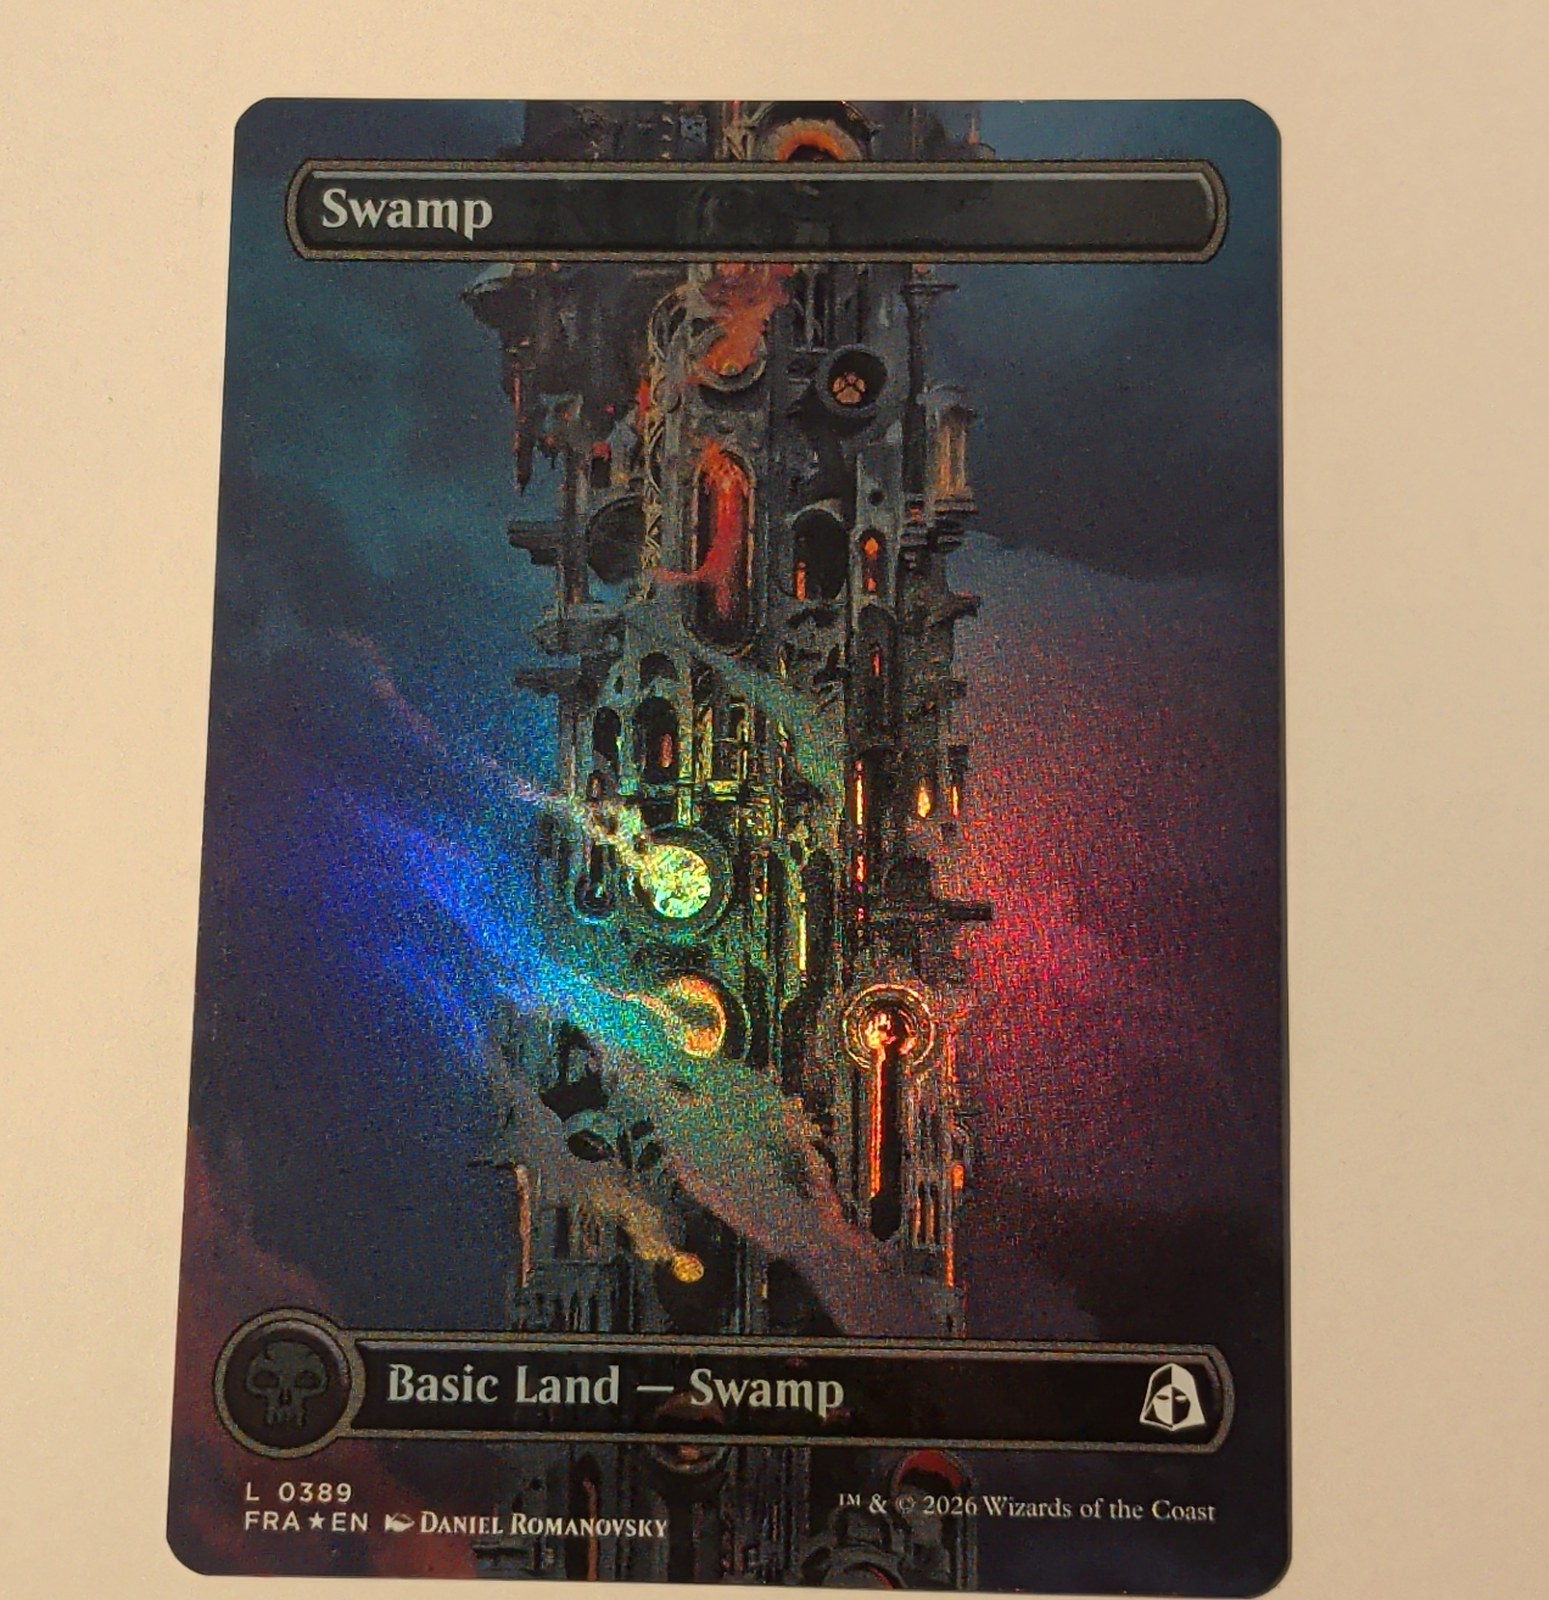 Swamp
Basic Land — Swamp
L 0389
FRA★EN DANIEL ROMANOVSKY
™ & © 2026 Wizards of the Coast